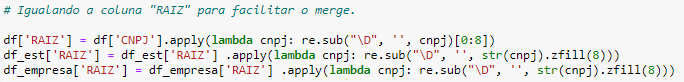 # Igualando a coluna "RAIZ" para facilitar o merge.
df['RAIZ'] = df['CNPJ'].apply(lambda cnpj: re.sub("\D", '', cnpj)[0:8])
df_est['RAIZ'] = df_est['RAIZ'] .apply(lambda cnpj: re.sub("\D", '', str(cnpj).zfill(8)))
df_empresa['RAIZ'] = df_empresa['RAIZ'] .apply(lambda cnpj: re.sub("\D", '', str(cnpj).zfill(8)))